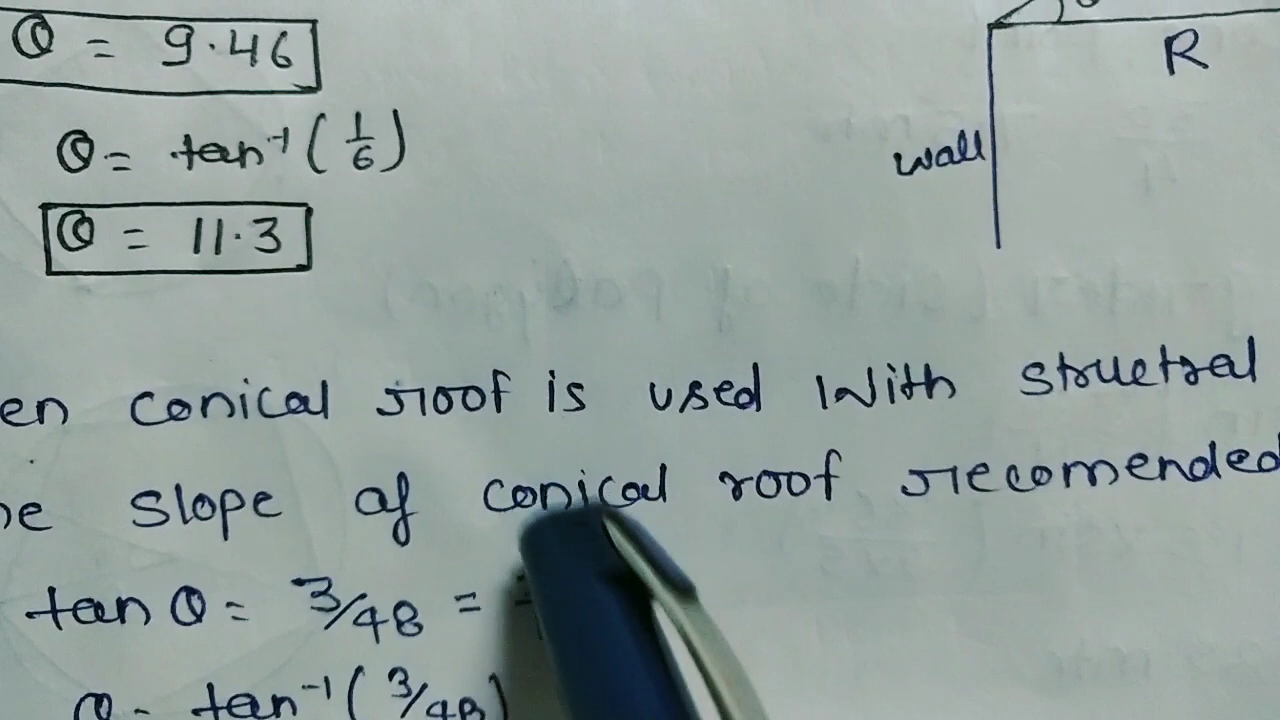 θ = 9.46
R
θ = tan⁻¹ (1/6)
wall
θ = 11.3
en conical roof is used with structral
slope of conical roof recomended
tan θ = 3/48 =
θ = tan⁻¹ (3/48)